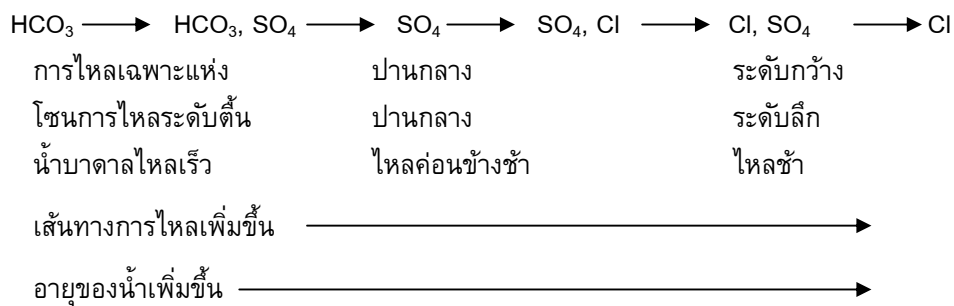 HCO₃ → HCO₃, SO₄ → SO₄ → SO₄, Cl → Cl, SO₄ → Cl
การไหลเฉพาะแห่ง ปานกลาง ระดับกว้าง
โซนการไหลระดับตื้น ปานกลาง ระดับลึก
น้ำบาดาลไหลเร็ว ไหลค่อนข้างช้า ไหลช้า
เส้นทางการไหลเพิ่มขึ้น →
อายุของน้ำเพิ่มขึ้น →